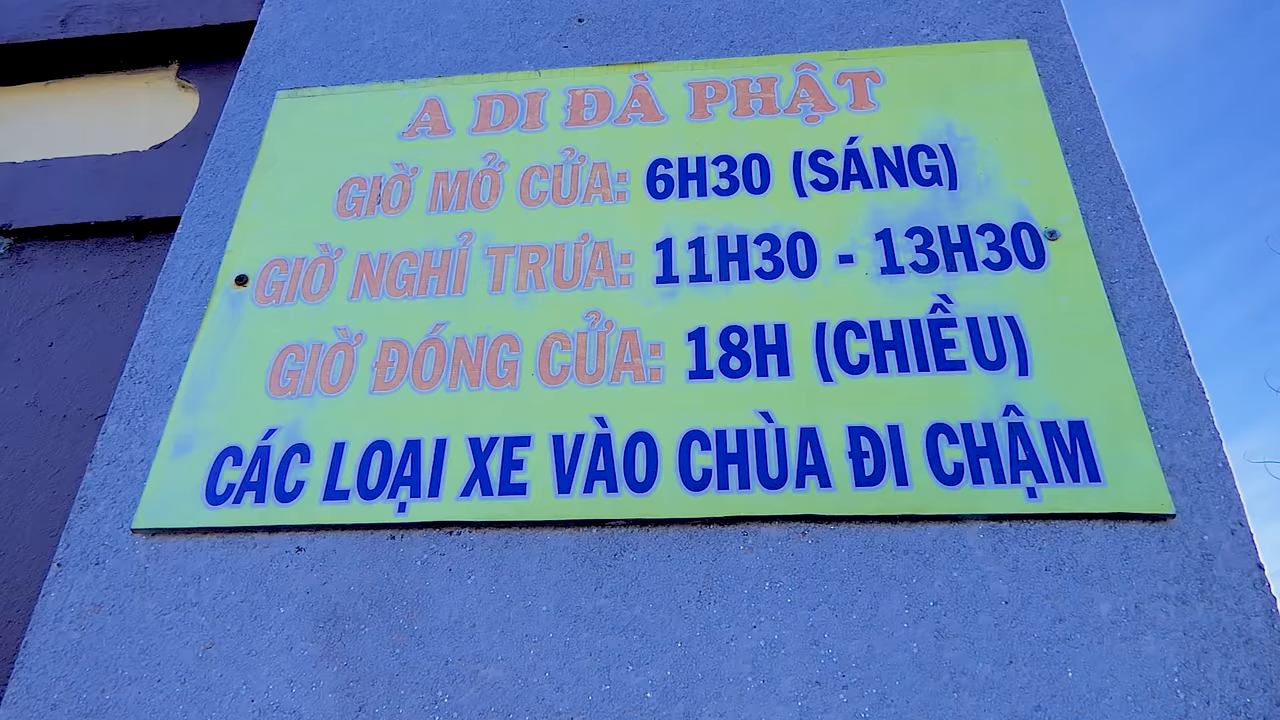 A DI ĐÀ PHẬT
GIỜ MỞ CỬA: 6H30 (SÁNG)
GIỜ NGHỈ TRƯA: 11H30 - 13H30
GIỜ ĐÓNG CỬA: 18H (CHIỀU)
CÁC LOẠI XE VÀO CHÙA ĐI CHẬM